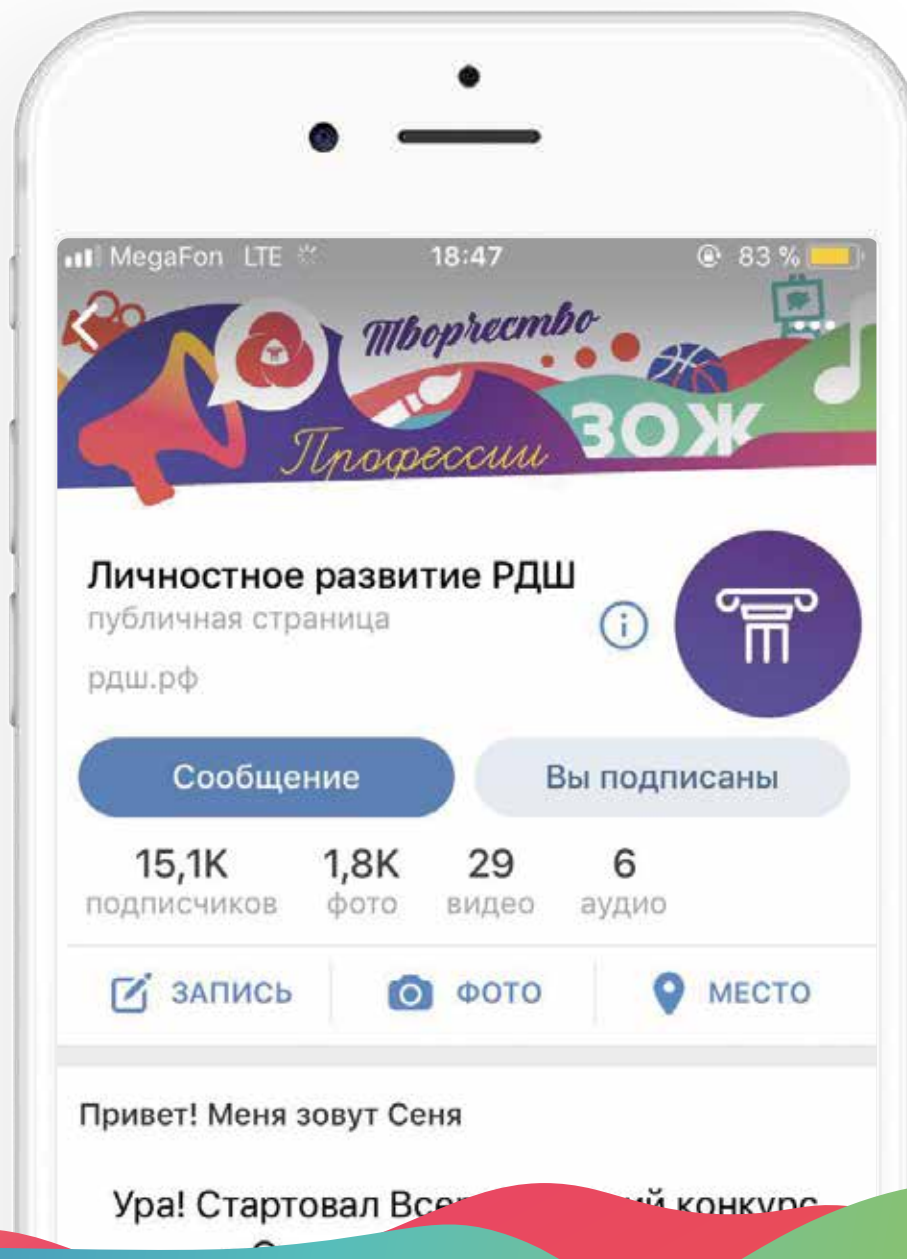 MegaFon LTE 18:47 83 %
Творчество
Профессии
ЗОЖ
Личностное развитие РДШ
публичная страница
рдш.рф
Сообщение Вы подписаны
15,1K 1,8K 29 6
подписчиков фото видео аудио
ЗАПИСЬ ФОТО МЕСТО
Привет! Меня зовут Сеня
Ура! Стартовал конкурс